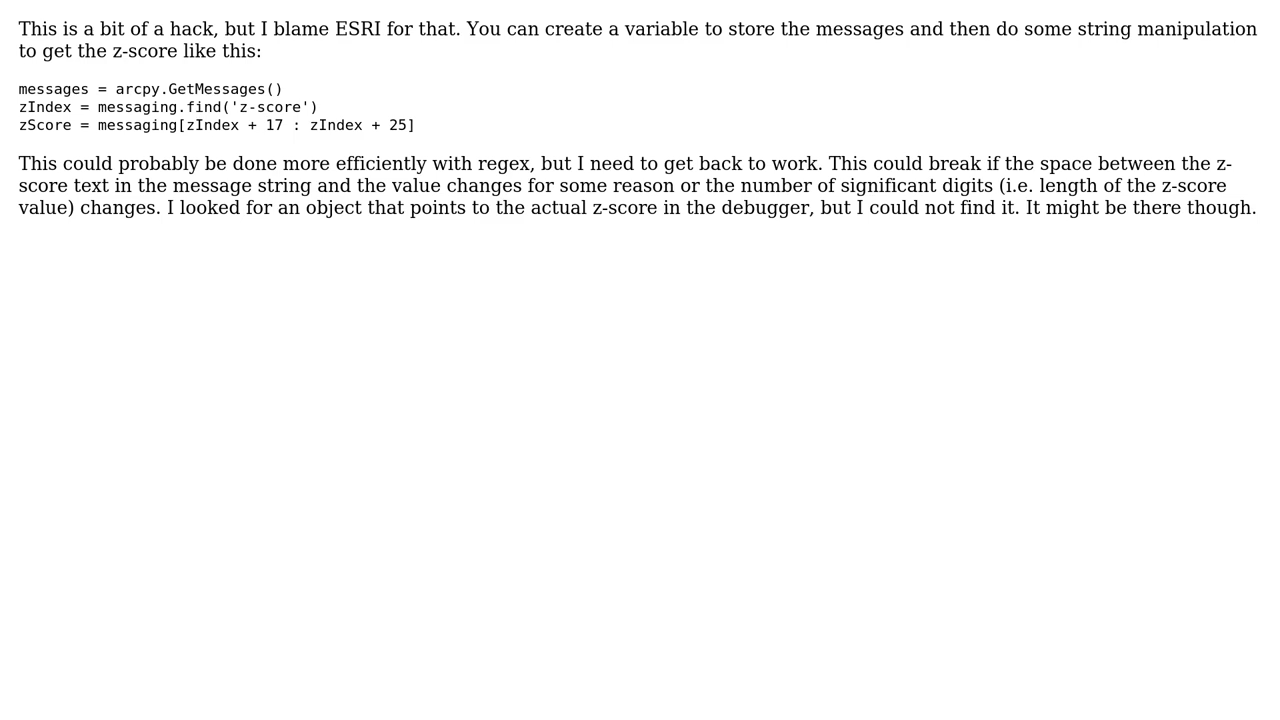 This is a bit of a hack, but I blame ESRI for that. You can create a variable to store the messages and then do some string manipulation
to get the z-score like this:
messages = arcpy.GetMessages()
zIndex = messaging.find('z-score')
zScore = messaging[zIndex + 17 : zIndex + 25]
This could probably be done more efficiently with regex, but I need to get back to work. This could break if the space between the z-
score text in the message string and the value changes for some reason or the number of significant digits (i.e. length of the z-score
value) changes. I looked for an object that points to the actual z-score in the debugger, but I could not find it. It might be there though.